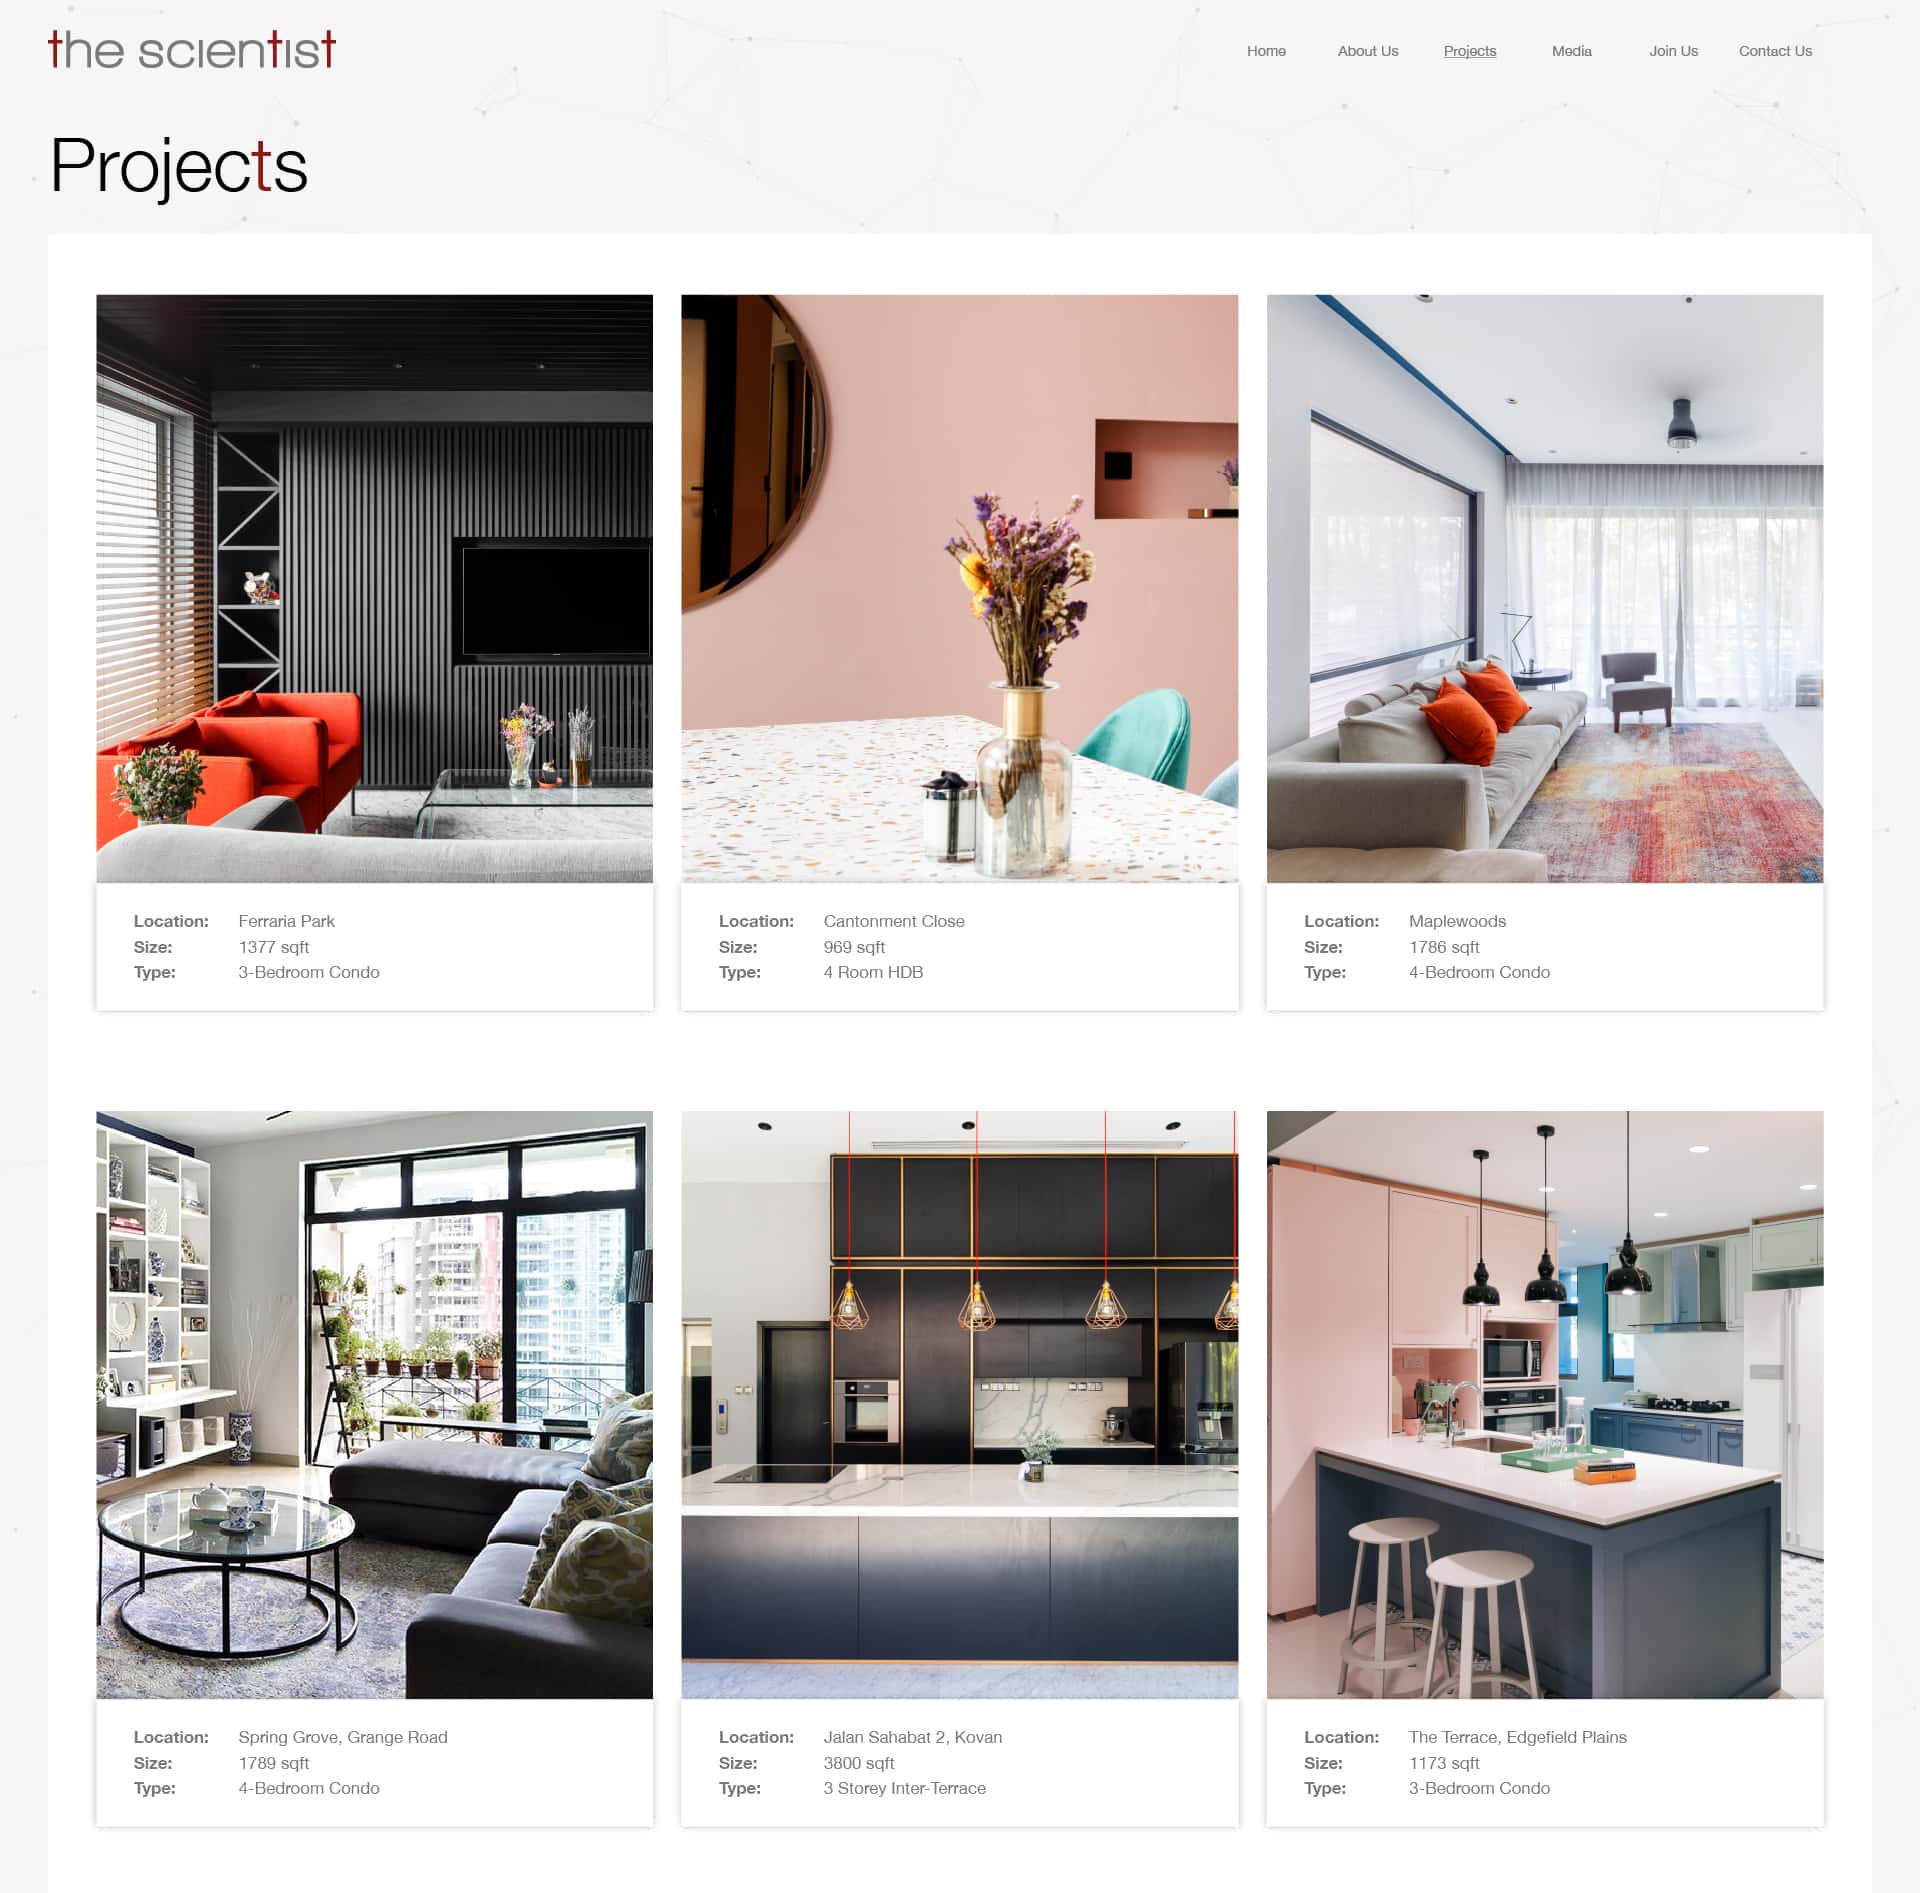 the scientist
Home About Us Projects Media Join Us Contact Us
Projects
Location: Ferraria Park
Size: 1377 sqft
Type: 3-Bedroom Condo
Location: Cantonment Close
Size: 969 sqft
Type: 4 Room HDB
Location: Maplewoods
Size: 1786 sqft
Type: 4-Bedroom Condo
Location: Spring Grove, Grange Road
Size: 1789 sqft
Type: 4-Bedroom Condo
Location: Jalan Sahabat 2, Kovan
Size: 3800 sqft
Type: 3 Storey Inter-Terrace
Location: The Terrace, Edgefield Plains
Size: 1173 sqft
Type: 3-Bedroom Condo